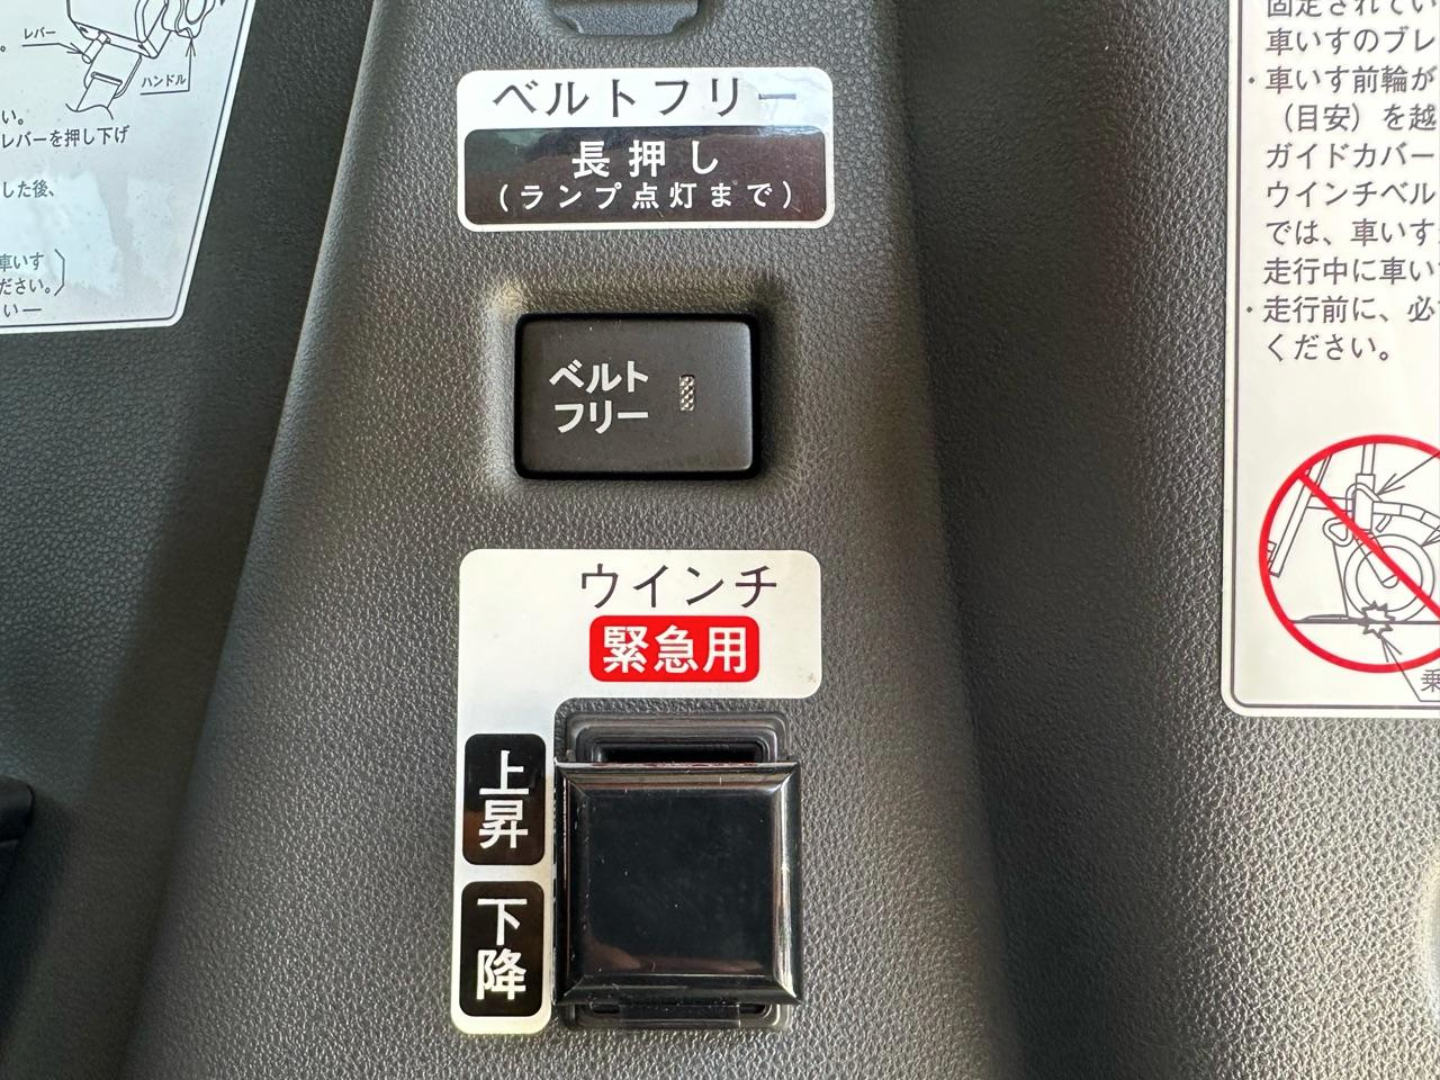 レバー
ハンドル
い。
レバーを押し下げ
した後、
車いす
ださい。
いー
ベルトフリー
長押し
(ランプ点灯まで)
ベルト
フリー
ウインチ
緊急用
上昇
下降
固定されてい
車いすのブレ
・車いす前輪が
(目安)を越
ガイドカバー
ウインチベル
では、車いす
走行中に車い
・走行前に、必
ください。
乗